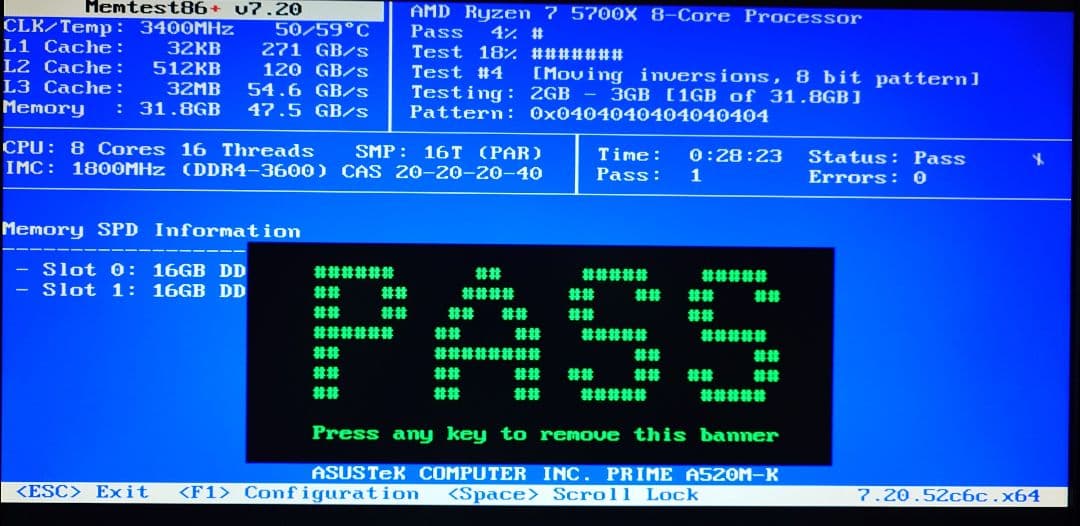 Memtest86+ v7.20
CLK/Temp: 3400MHz 50/59°C
L1 Cache: 32KB 271 GB/s
L2 Cache: 512KB 120 GB/s
L3 Cache: 32MB 54.6 GB/s
Memory : 31.8GB 47.5 GB/s
AMD Ryzen 7 5700X 8-Core Processor
Pass 4% #
Test 18% #######
Test #4 [Moving inversions, 8 bit pattern]
Testing: 2GB - 3GB [1GB of 31.8GB]
Pattern: 0x0404040404040404
CPU: 8 Cores 16 Threads SMP: 16T (PAR)
IMC: 1800MHz (DDR4-3600) CAS 20-20-20-40
Time: 0:28:23 Status: Pass \
Pass: 1 Errors: 0
Memory SPD Information
- Slot 0: 16GB DD
- Slot 1: 16GB DD
PASS
Press any key to remove this banner
ASUSTeK COMPUTER INC. PRIME A520M-K
<ESC> Exit <F1> Configuration <Space> Scroll Lock 7.20.52c6c.x64